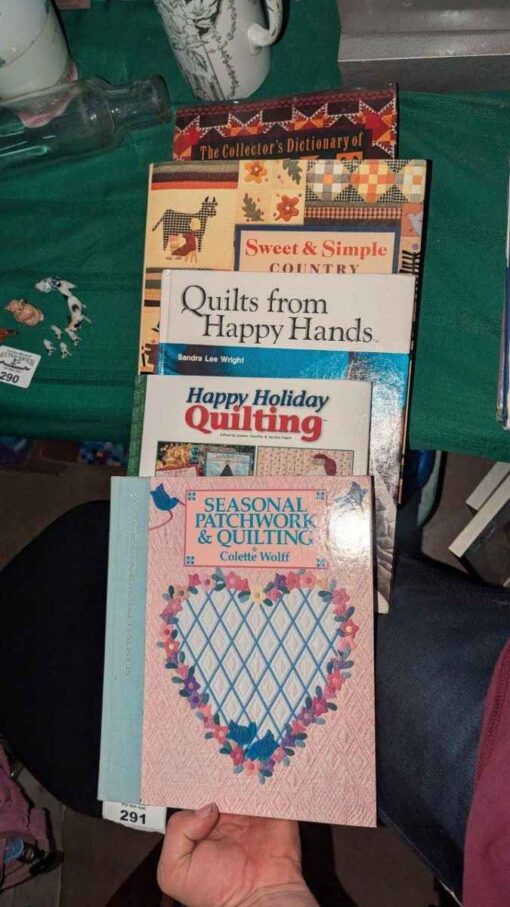 The Collector's Dictionary of
Sweet & Simple
COUNTRY
Quilts from
Happy Hands
Sandra Lee Wright
Happy Holiday
Quilting
SEASONAL
PATCHWORK
& QUILTING
Colette Wolff
290
291